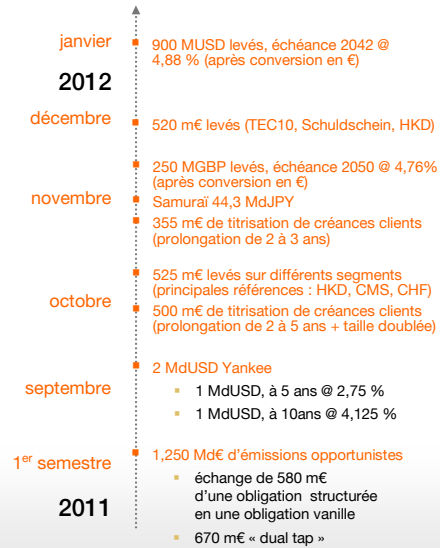 janvier
900 MUSD levés, échéance 2042 @
4,88 % (après conversion en €)
2012
décembre
520 m€ levés (TEC10, Schuldschein, HKD)
250 MGBP levés, échéance 2050 @ 4,76%
(après conversion en €)
novembre
Samuraï 44,3 MdJPY
355 m€ de titrisation de créances clients
(prolongation de 2 à 3 ans)
525 m€ levés sur différents segments
(principales références : HKD, CMS, CHF)
octobre
500 m€ de titrisation de créances clients
(prolongation de 2 à 5 ans + taille doublée)
2 MdUSD Yankee
septembre
1 MdUSD, à 5 ans @ 2,75 %
1 MdUSD, à 10ans @ 4,125 %
1er semestre
1,250 Md€ d'émissions opportunistes
échange de 580 m€
d'une obligation structurée
en une obligation vanille
2011
670 m€ « dual tap »